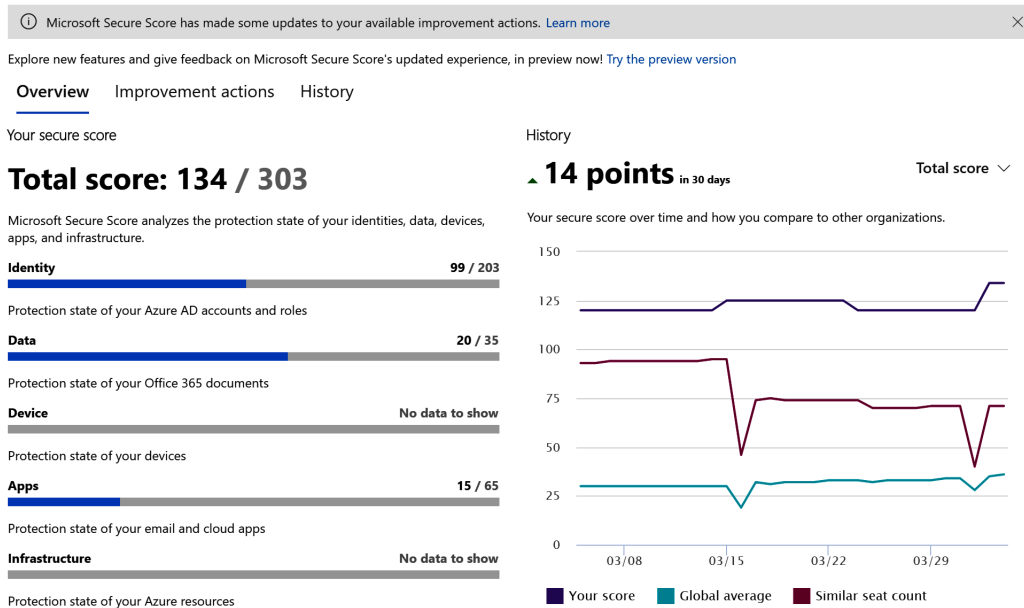 Microsoft Secure Score has made some updates to your available improvement actions. Learn more
Explore new features and give feedback on Microsoft Secure Score's updated experience, in preview now! Try the preview version
Overview Improvement actions History
Your secure score
Total score: 134 / 303
Microsoft Secure Score analyzes the protection state of your identities, data, devices,
apps, and infrastructure.
Identity 99 / 203
Protection state of your Azure AD accounts and roles
Data 20 / 35
Protection state of your Office 365 documents
Device No data to show
Protection state of your devices
Apps 15 / 65
Protection state of your email and cloud apps
Infrastructure No data to show
Protection state of your Azure resources
History
14 points in 30 days
Total score
Your secure score over time and how you compare to other organizations.
150
125
100
75
50
25
0
03/08 03/15 03/22 03/29
Your score Global average Similar seat count